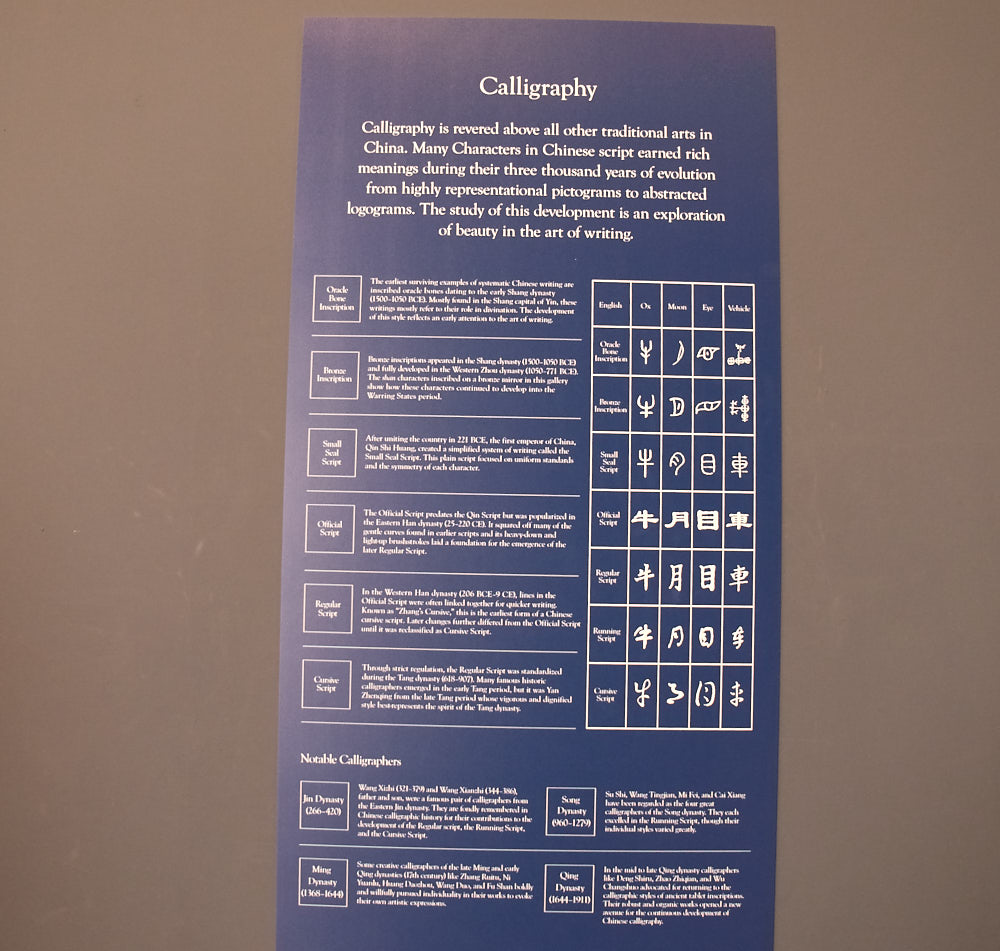 Calligraphy
Calligraphy is revered above all other traditional arts in
China. Many Characters in Chinese script earned rich
meanings during their three thousand years of evolution
from highly representational pictograms to abstracted
logograms. The study of this development is an exploration
of beauty in the art of writing.
Oracle
Bone
Inscription
The earliest surviving examples of systematic Chinese writing are
inscribed oracle bones dating to the early Shang dynasty
(1500–1050 BCE). Mostly found in the Shang capital of Yin, these
writings mostly refer to their role in divination. The development
of this style reflects an early attention to the art of writing.
Bronze
Inscription
Bronze inscriptions appeared in the Shang dynasty (1500–1050 BCE)
and fully developed in the Western Zhou dynasty (1050–771 BCE).
The characters inscribed on a bronze mirror in this gallery
show how these characters continued to develop into the
Warring States period.
Small
Seal
Script
After uniting the country in 221 BCE, the first emperor of China,
Qin Shi Huang, created a simplified system of writing called the
Small Seal Script. This plain script focused on uniform standards
and the symmetry of each character.
Official
Script
The Official Script predates the Qin Script but was popularized in
the Eastern Han dynasty (25–220 CE). It squared off many of the
gentle curves found in earlier scripts and its heavy-down and
light-up brushstrokes laid a foundation for the emergence of the
later Regular Script.
Regular
Script
In the Western Han dynasty (206 BCE–9 CE), lines in the
Official Script were often linked together for quicker writing.
Known as "Zhang's Cursive," this is the earliest form of a Chinese
cursive script. Later changes further differed from the Official Script
until it was reclassified as Cursive Script.
Cursive
Script
Through strict regulation, the Regular Script was standardized
during the Tang dynasty (618–907). Many famous historic
calligraphers emerged in the early Tang period, but it was Yan
Zhenqing from the late Tang period whose vigorous and dignified
style best represents the spirit of the Tang dynasty.
English Ox Moon Eye Vehicle
Oracle
Bone
Inscription
Bronze
Inscription
Small
Seal
Script
Official
Script
牛 月 目 車
Regular
Script
牛 月 目 車
Running
Script
牛 月 目 车
Cursive
Script
Notable Calligraphers
Jin Dynasty
(266–420)
Wang Xizhi (321–379) and Wang Xianzhi (344–386),
father and son, were a famous pair of calligraphers from
the Eastern Jin dynasty. They are fondly remembered in
Chinese calligraphic history for their contributions to the
development of the Regular script, the Running Script,
and the Cursive Script.
Song
Dynasty
(960–1279)
Su Shi, Wang Tingjian, Mi Fei, and Cai Xiang
have been regarded as the four great
calligraphers of the Song dynasty. They each
excelled in the Running Script, though their
individual styles varied greatly.
Ming
Dynasty
(1368–1644)
Some creative calligraphers of the late Ming and early
Qing dynasties (17th century) like Zhang Ruitu, Ni
Yuanlu, Huang Daozhou, Wang Duo, and Fu Shan boldly
and willfully pursued individuality in their works to evoke
their own artistic expressions.
Qing
Dynasty
(1644–1911)
In the mid to late Qing dynasty calligraphers
like Deng Shiru, Zhao Zhiqian, and Wu
Changshuo advocated for returning to the
calligraphic styles of ancient tablet inscriptions.
Their robust and organic works opened a new
avenue for the continuous development of
Chinese calligraphy.